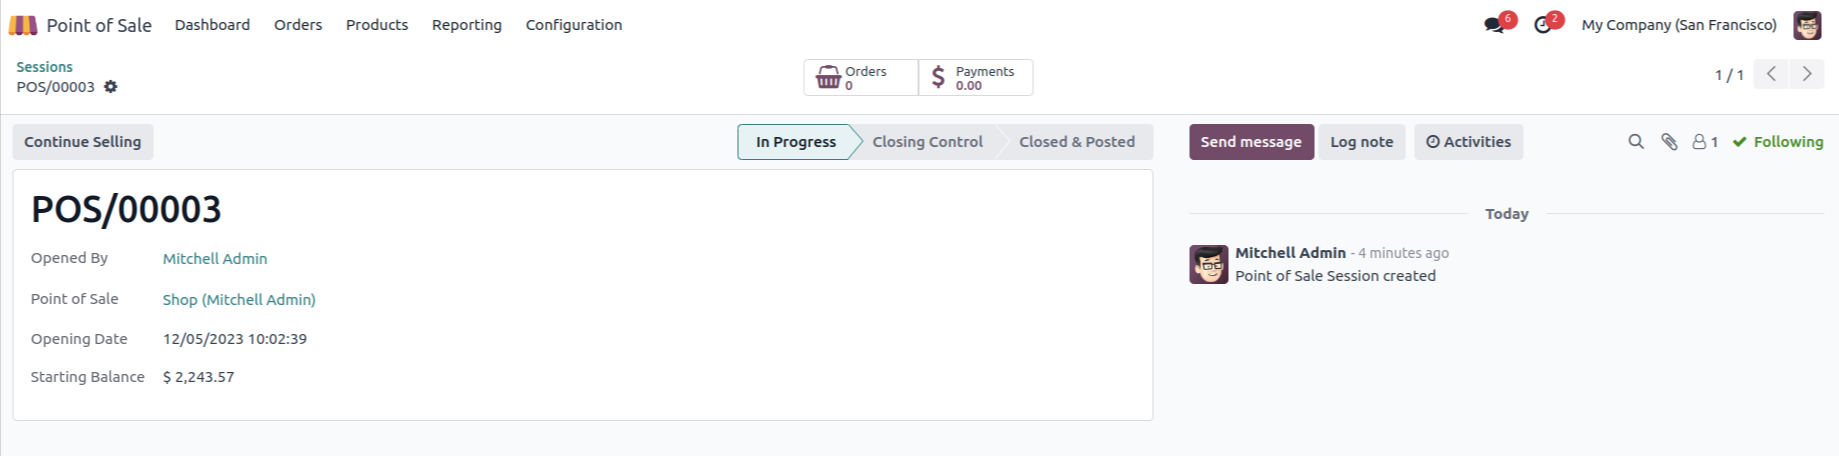 Point of Sale Dashboard Orders Products Reporting Configuration 6 2 My Company (San Francisco)
Sessions
POS/00003
Orders
0
Payments
0.00
1 / 1
Continue Selling
In Progress Closing Control Closed & Posted
Send message Log note Activities 1 Following
POS/00003
Opened By Mitchell Admin
Point of Sale Shop (Mitchell Admin)
Opening Date 12/05/2023 10:02:39
Starting Balance $ 2,243.57
Today
Mitchell Admin - 4 minutes ago
Point of Sale Session created